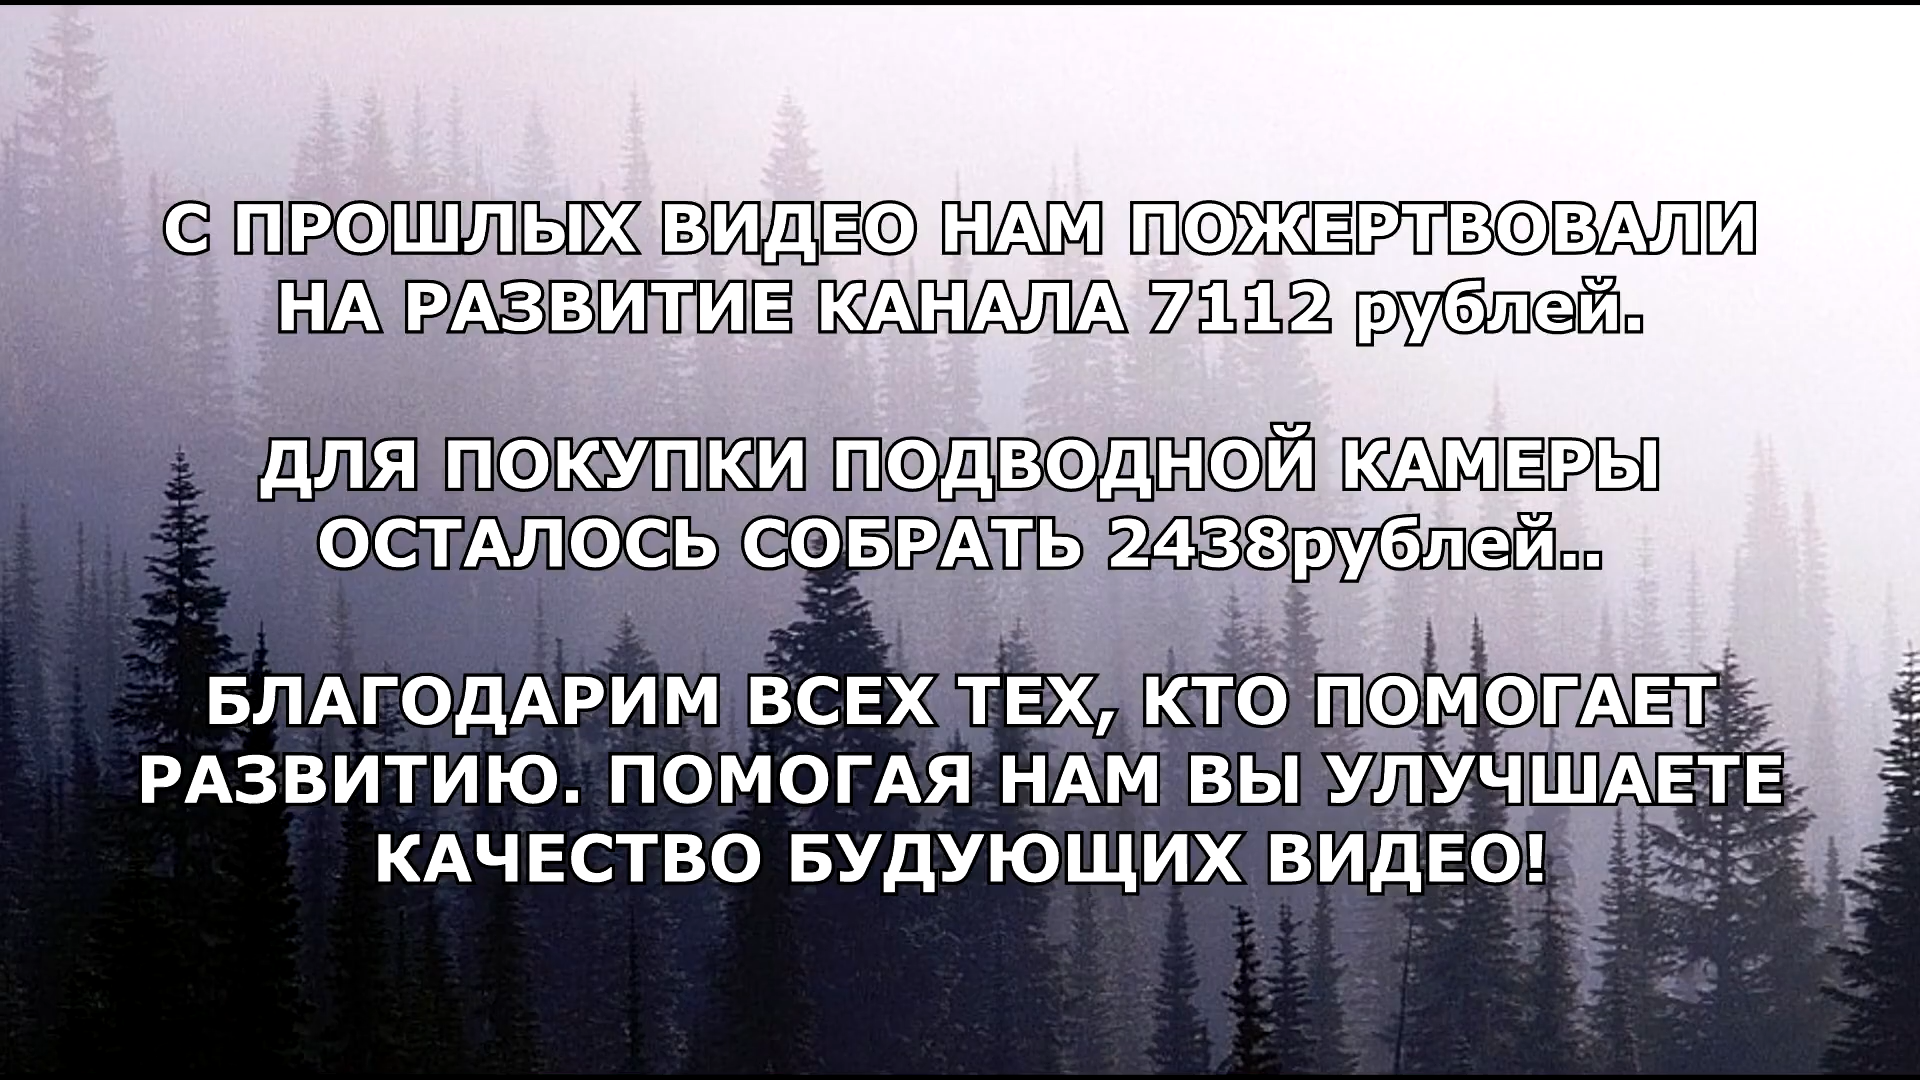 С ПРОШЛЫХ ВИДЕО НАМ ПОЖЕРТВОВАЛИ
НА РАЗВИТИЕ КАНАЛА 7112 рублей.
ДЛЯ ПОКУПКИ ПОДВОДНОЙ КАМЕРЫ
ОСТАЛОСЬ СОБРАТЬ 2438рублей..
БЛАГОДАРИМ ВСЕХ ТЕХ, КТО ПОМОГАЕТ
РАЗВИТИЮ. ПОМОГАЯ НАМ ВЫ УЛУЧШАЕТЕ
КАЧЕСТВО БУДУЮЩИХ ВИДЕО!